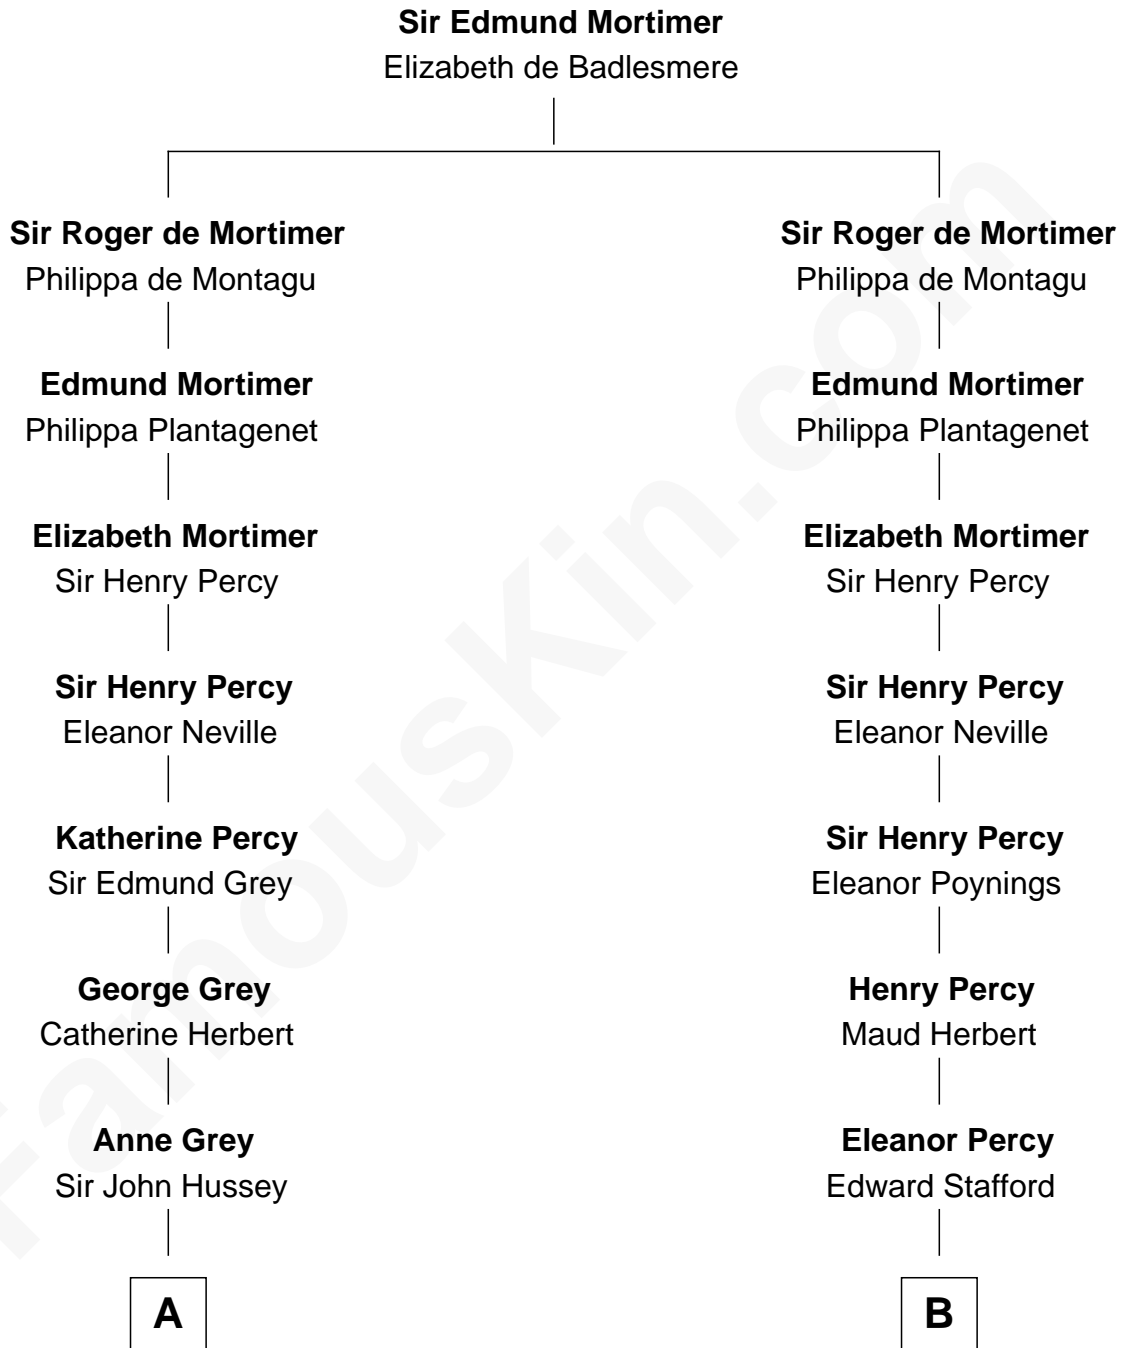 Sir Edmund Mortimer
Elizabeth de Badlesmere
Sir Roger de Mortimer
Philippa de Montagu
Sir Roger de Mortimer
Philippa de Montagu
Edmund Mortimer
Philippa Plantagenet
Edmund Mortimer
Philippa Plantagenet
Elizabeth Mortimer
Sir Henry Percy
Elizabeth Mortimer
Sir Henry Percy
Sir Henry Percy
Eleanor Neville
Sir Henry Percy
Eleanor Neville
Katherine Percy
Sir Edmund Grey
Sir Henry Percy
Eleanor Poynings
George Grey
Catherine Herbert
Henry Percy
Maud Herbert
Anne Grey
Sir John Hussey
Eleanor Percy
Edward Stafford
A
B
FamousKin.com